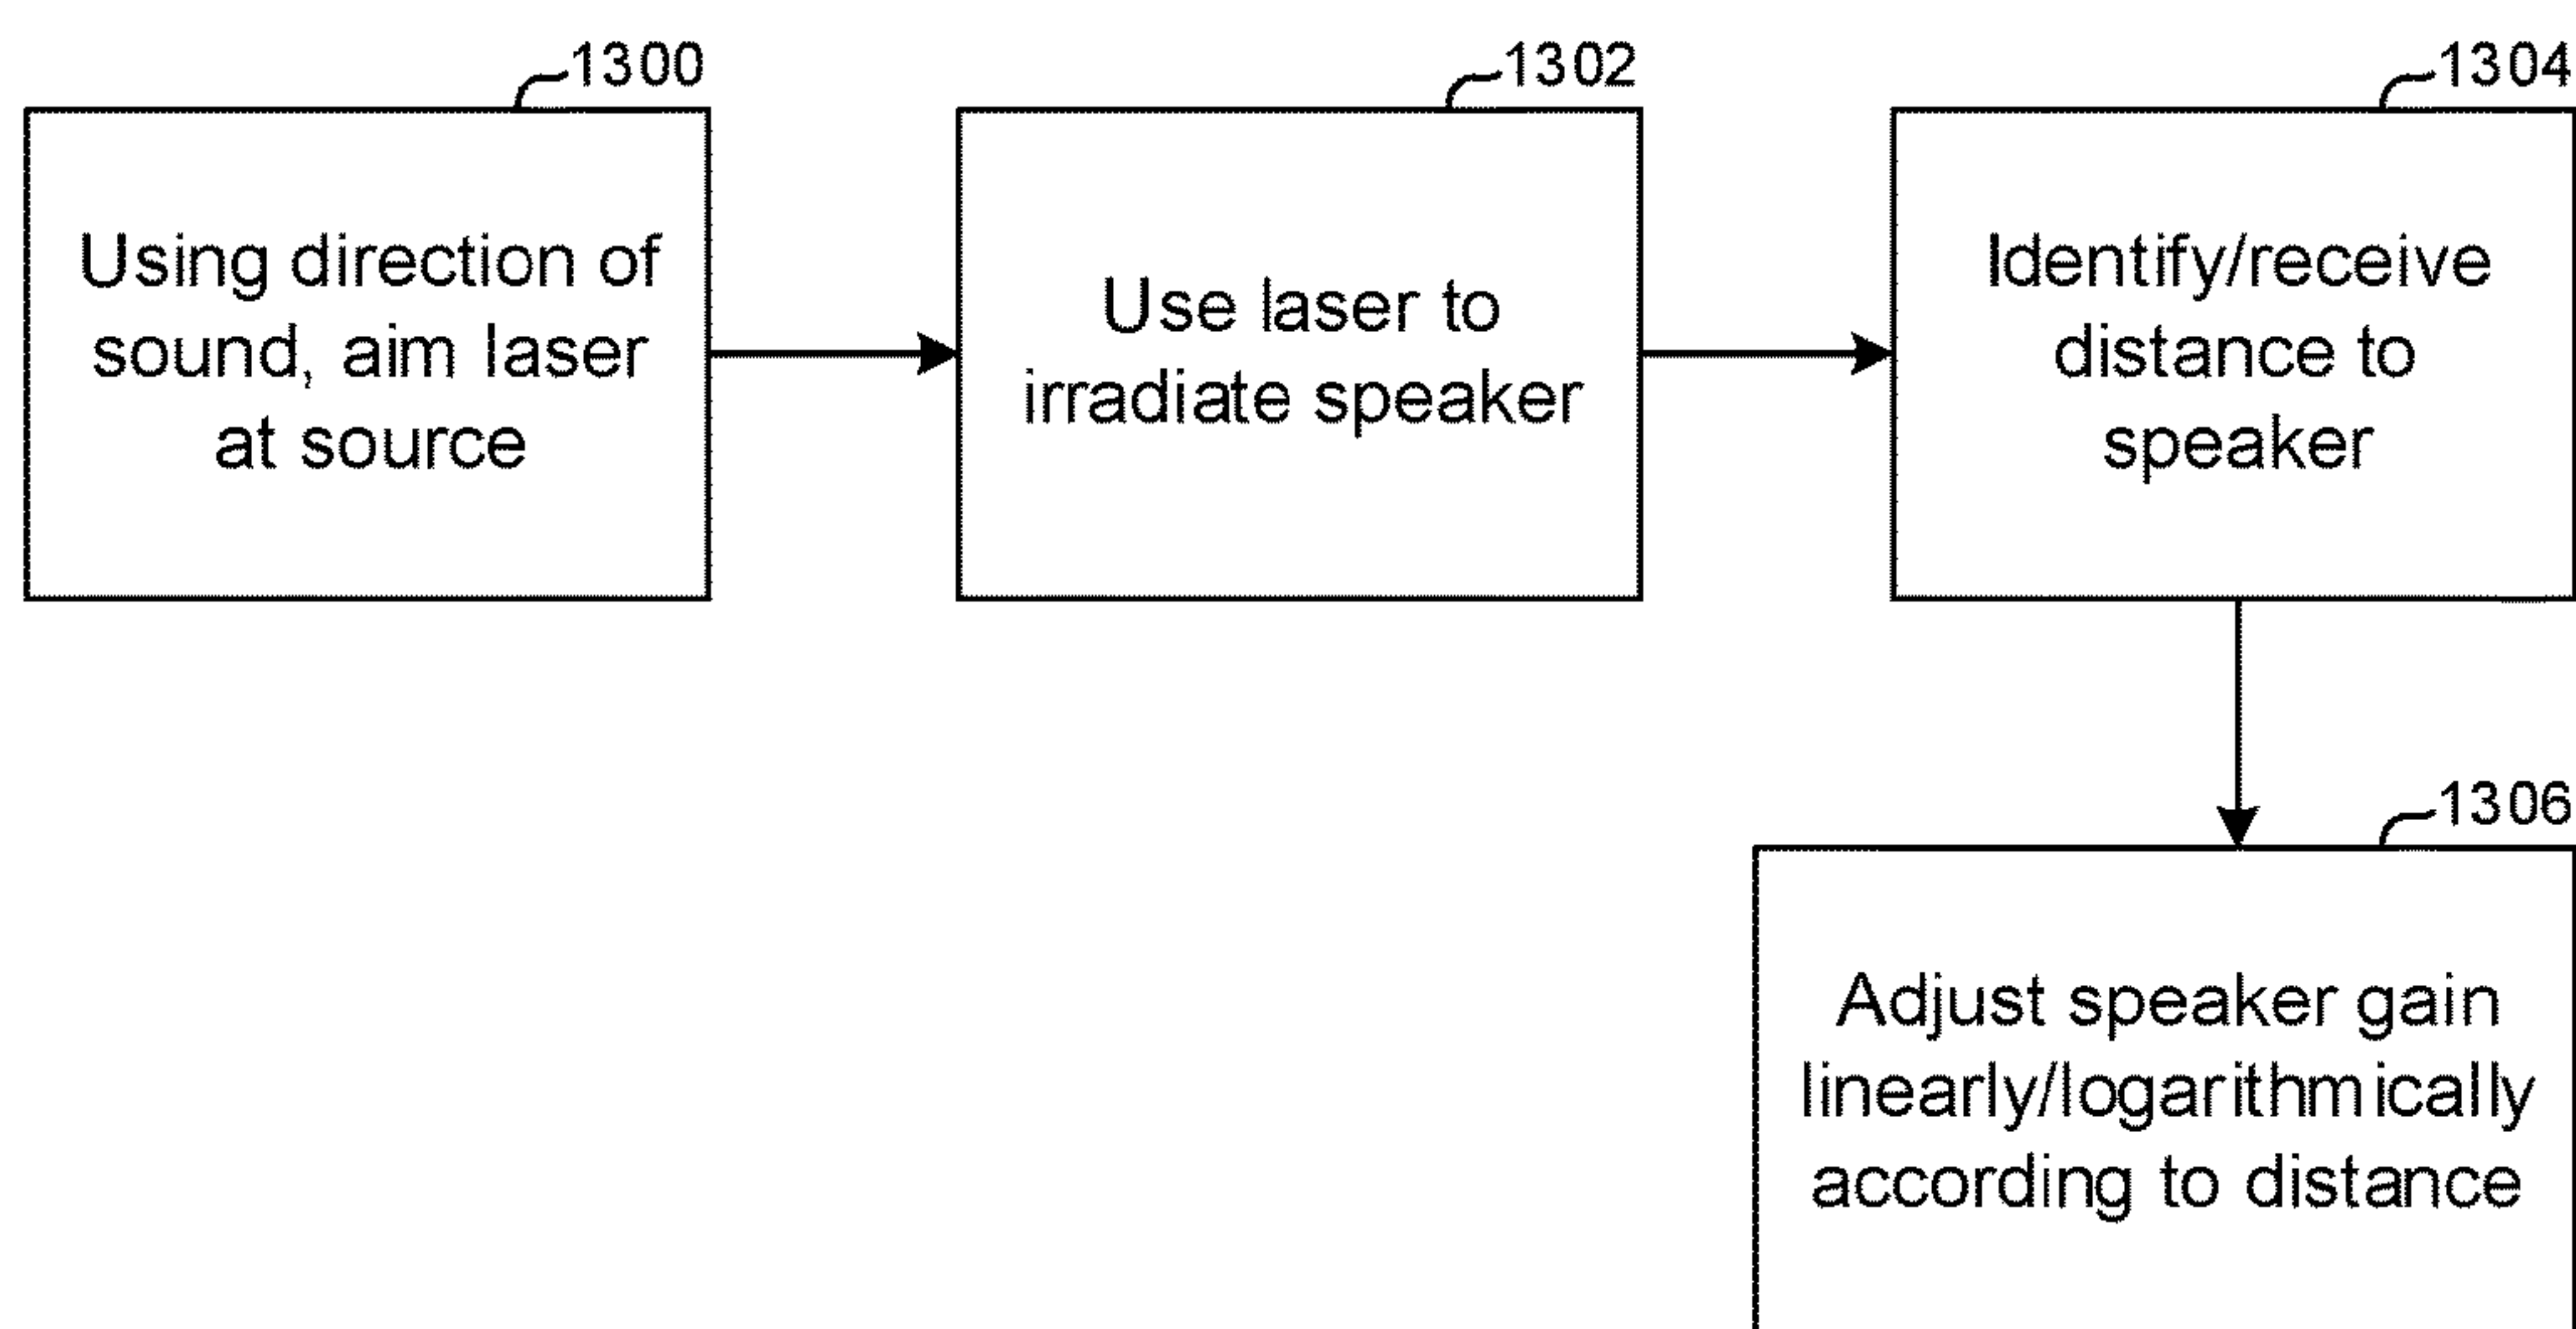 1300
Using direction of
sound, aim laser
at source
1302
Use laser to
irradiate speaker
1304
Identify/receive
distance to
speaker
1306
Adjust speaker gain
linearly/logarithmically
according to distance